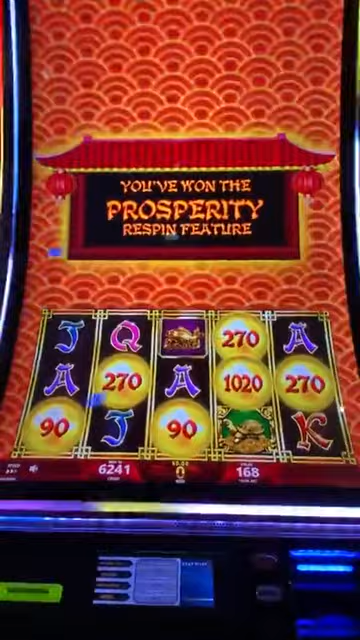 YOU'VE WON THE
PROSPERITY
RESPIN FEATURE
J Q 270 A
A 270 A 1020 270
90 J 90 K
6241
168